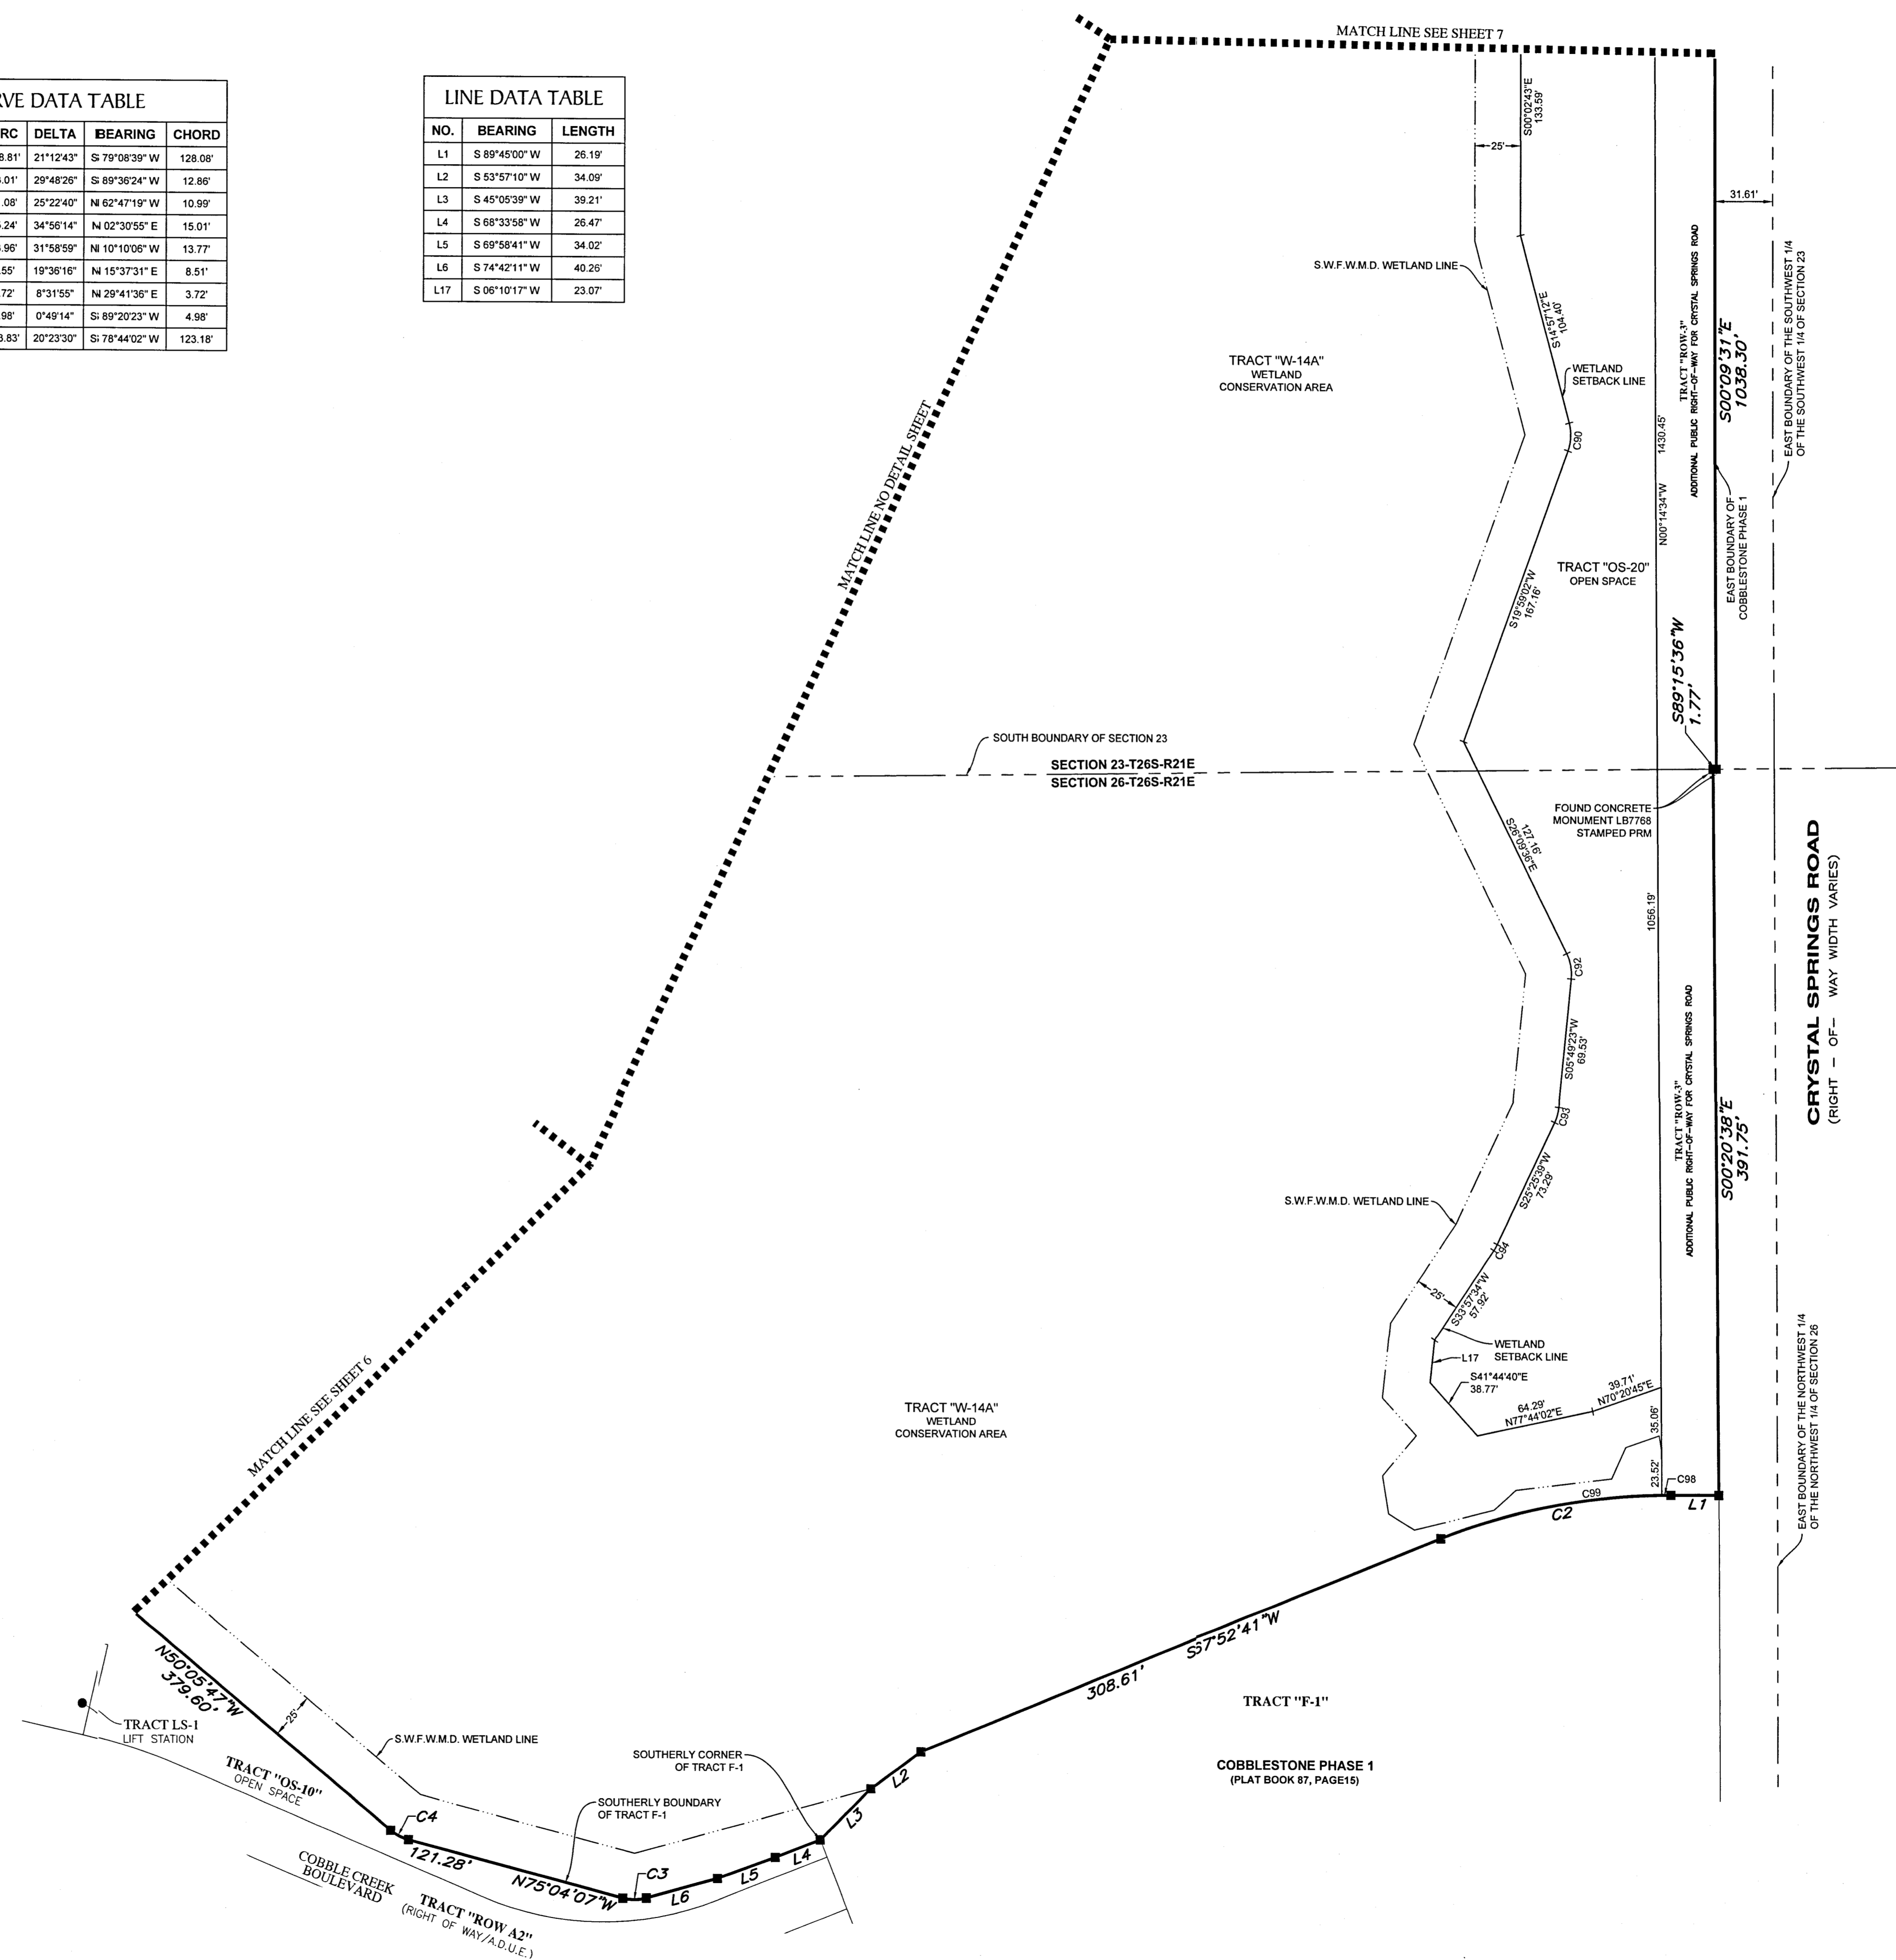 RVE DATA TABLE
RC DELTA BEARING CHORD
8.81' 21°12'43" S 79°08'39" W 128.08'
.01' 29°48'26" S 89°36'24" W 12.86'
.08' 25°22'40" N 62°47'19" W 10.99'
.24' 34°56'14" N 02°30'55" E 15.01'
.96' 31°58'59" N 10°10'06" W 13.77'
55' 19°36'16" N 15°37'31" E 8.51'
72' 8°31'55" N 29°41'36" E 3.72'
98' 0°49'14" S 89°20'23" W 4.98'
3.83' 20°23'30" S 78°44'02" W 123.18'
LINE DATA TABLE
NO. BEARING LENGTH
L1 S 89°45'00" W 26.19'
L2 S 53°57'10" W 34.09'
L3 S 45°05'39" W 39.21'
L4 S 68°33'58" W 26.47'
L5 S 69°58'41" W 34.02'
L6 S 74°42'11" W 40.26'
L17 S 06°10'17" W 23.07'
MATCH LINE SEE SHEET 7
S00°02'43"E
133.59'
25'
31.61'
S.W.F.W.M.D. WETLAND LINE
S14°57'12"E
104.40'
TRACT "W-14A"
WETLAND
CONSERVATION AREA
WETLAND
SETBACK LINE
C90
1430.45'
N00°14'34"W
TRACT "ROW-3"
ADDITIONAL PUBLIC RIGHT-OF-WAY FOR CRYSTAL SPRINGS ROAD
S00°09'31"E
1038.30'
EAST BOUNDARY OF THE SOUTHWEST 1/4
OF THE SOUTHWEST 1/4 OF SECTION 23
EAST BOUNDARY OF
COBBLESTONE PHASE 1
MATCH LINE NO DETAIL SHEET
TRACT "OS-20"
OPEN SPACE
S19°59'02"W
167.16'
S89°15'36"W
1.77'
SOUTH BOUNDARY OF SECTION 23
SECTION 23-T26S-R21E
SECTION 26-T26S-R21E
FOUND CONCRETE
MONUMENT LB7768
STAMPED PRM
127.16'
S26°09'36"E
1056.19'
CRYSTAL SPRINGS ROAD
(RIGHT - OF- WAY WIDTH VARIES)
C92
S05°49'23"W
69.53'
C93
TRACT "ROW-3"
ADDITIONAL PUBLIC RIGHT-OF-WAY FOR CRYSTAL SPRINGS ROAD
S00°20'38"E
391.75'
S25°25'39"W
73.29'
S.W.F.W.M.D. WETLAND LINE
C94
25'
S33°57'34"W
57.92'
WETLAND
SETBACK LINE
L17
S41°44'40"E
38.77'
64.29'
N77°44'02"E
39.71'
N70°20'45"E
35.06'
23.52'
C98
C99
C2
L1
EAST BOUNDARY OF THE NORTHWEST 1/4
OF THE NORTHWEST 1/4 OF SECTION 26
MATCH LINE SEE SHEET 6
TRACT "W-14A"
WETLAND
CONSERVATION AREA
S67°52'41"W
308.61'
TRACT "F-1"
COBBLESTONE PHASE 1
(PLAT BOOK 87, PAGE15)
N50°05'47"W
379.60'
25'
TRACT LS-1
LIFT STATION
S.W.F.W.M.D. WETLAND LINE
TRACT "OS-10"
OPEN SPACE
SOUTHERLY CORNER
OF TRACT F-1
SOUTHERLY BOUNDARY
OF TRACT F-1
C4
121.28'
N75°04'07"W
C3
L6
L5
L4
L3
L2
COBBLE CREEK
BOULEVARD
TRACT "ROW A2"
(RIGHT OF WAY/A.D.U.E.)